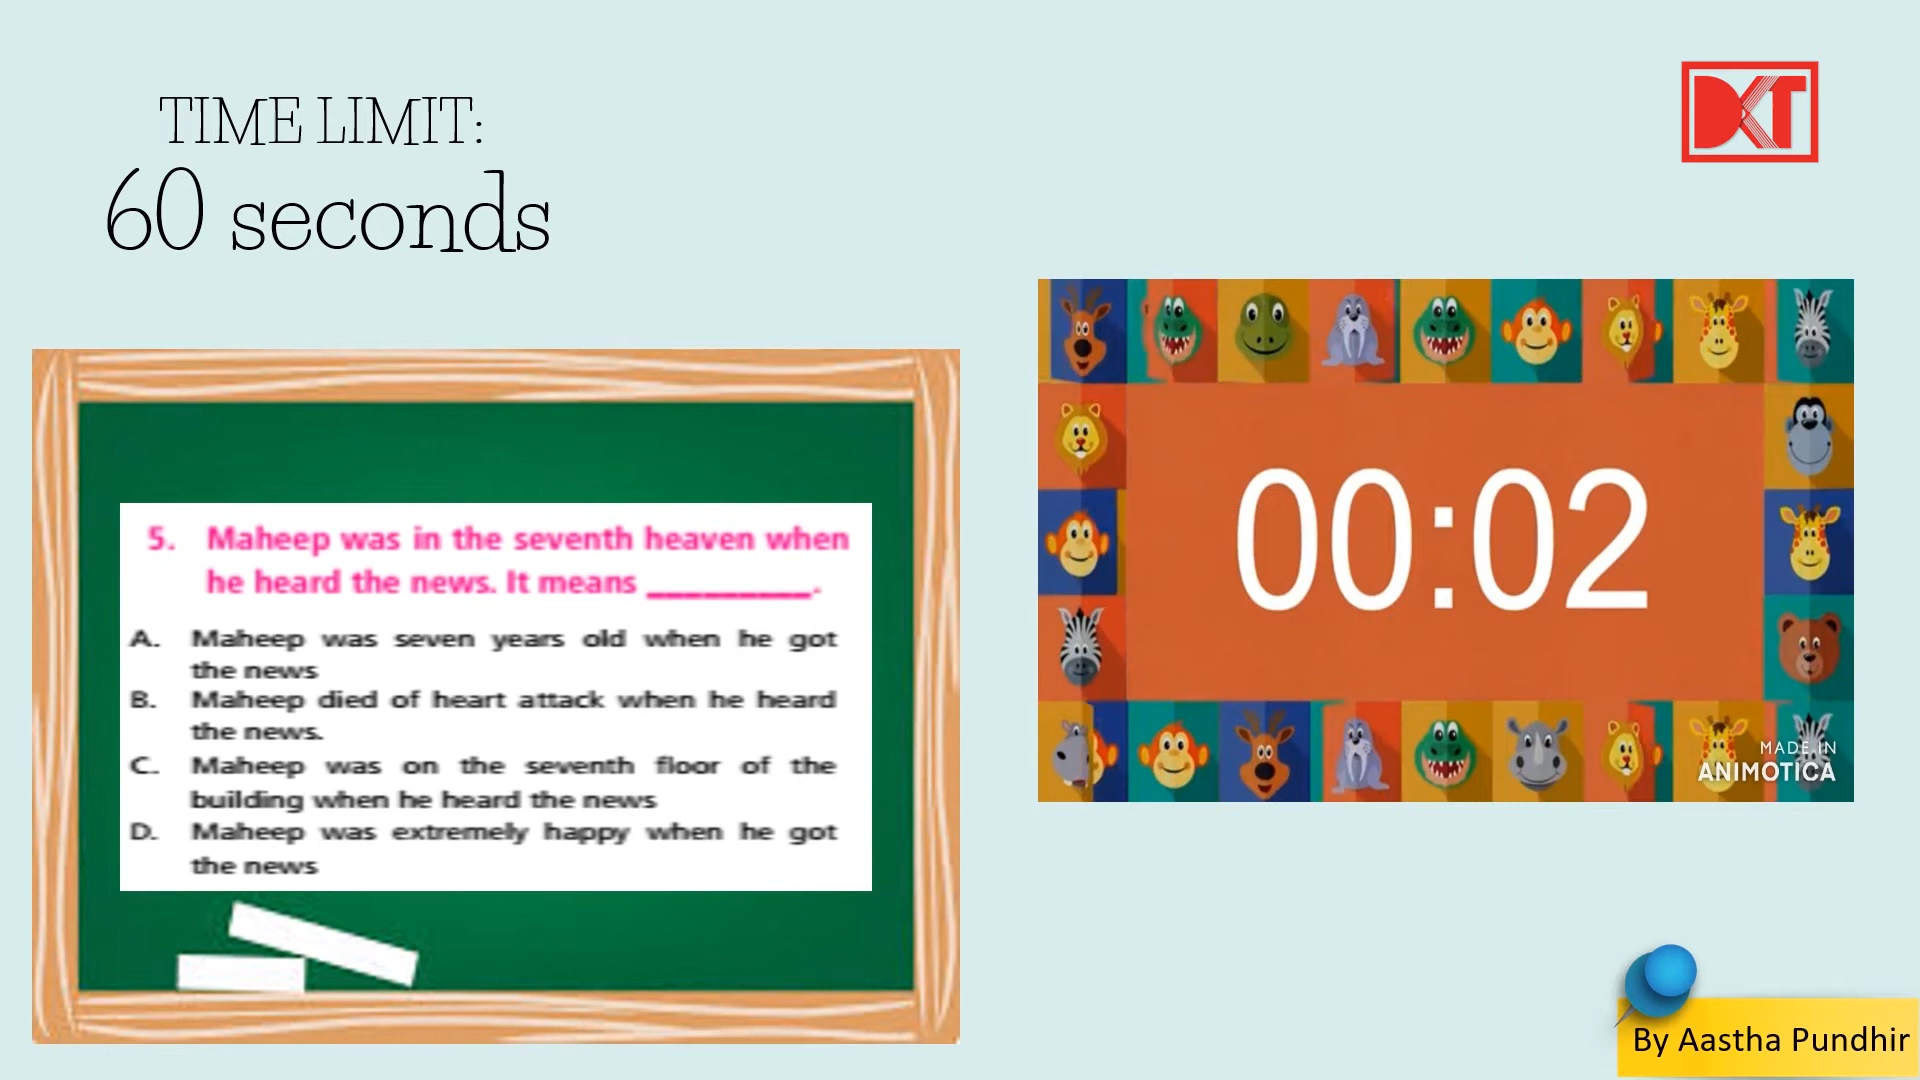 TIME LIMIT:
60 seconds
DKT
5. Maheep was in the seventh heaven when
he heard the news. It means __________.
A. Maheep was seven years old when he got
the news
B. Maheep died of heart attack when he heard
the news.
C. Maheep was on the seventh floor of the
building when he heard the news
D. Maheep was extremely happy when he got
the news
00:02
MADE IN
ANIMOTICA
By Aastha Pundhir